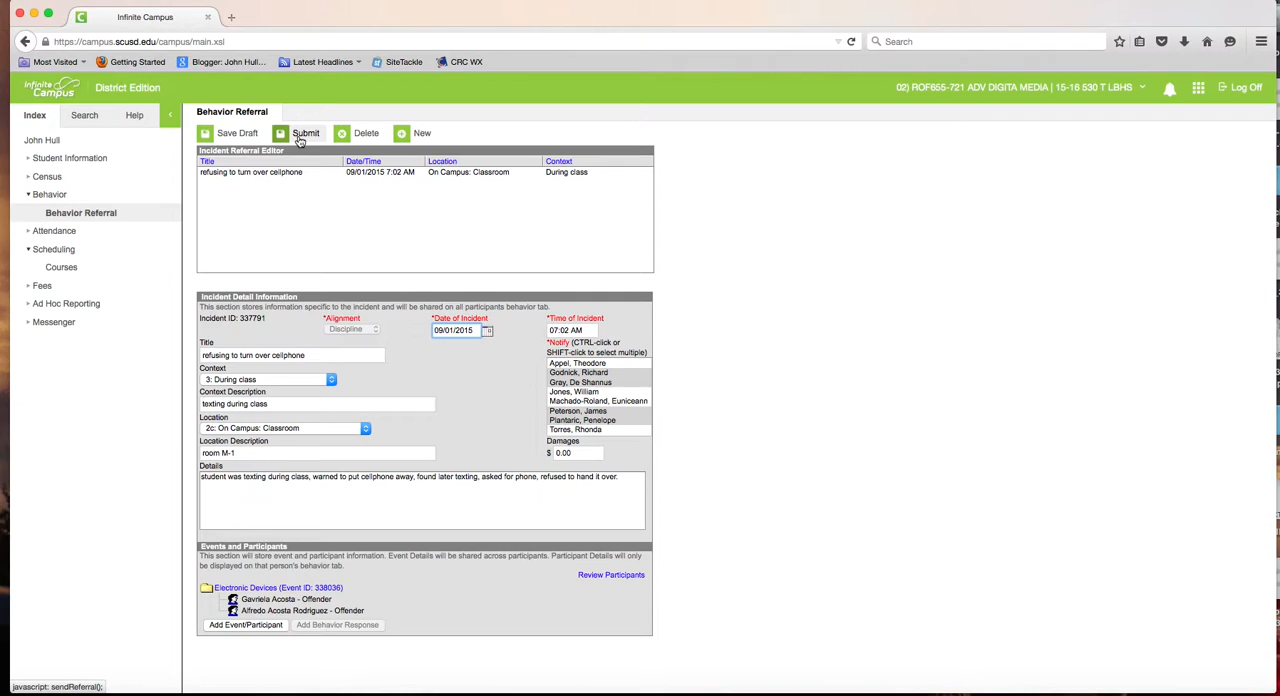 Infinite Campus
https://campus.scusd.edu/campus/main.xsl
Search
Most Visited
Getting Started
Blogger: John Hull...
Latest Headlines
SiteTackle
CRC WX
Infinite Campus
District Edition
02) ROF655-721 ADV DIGITA MEDIA | 15-16 530 T LBHS
Log Off
Index
Search
Help
John Hull
Student Information
Census
Behavior
Behavior Referral
Attendance
Scheduling
Courses
Fees
Ad Hoc Reporting
Messenger
Behavior Referral
Save Draft
Submit
Delete
New
Incident Referral Editor
Title Date/Time Location Context
refusing to turn over cellphone 09/01/2015 7:02 AM On Campus: Classroom During class
Incident Detail Information
This section stores information specific to the incident and will be shared on all participants behavior tab.
Incident ID: 337791 *Alignment *Date of Incident *Time of Incident
Discipline 09/01/2015 07:02 AM
Title
refusing to turn over cellphone
Context
3: During class
Context Description
texting during class
Location
2c: On Campus: Classroom
Location Description
room M-1
*Notify (CTRL-click or
SHIFT-click to select multiple)
Appel, Theodore
Godnick, Richard
Gray, De Shannus
Jones, William
Machado-Roland, Euniceann
Peterson, James
Plantaric, Penelope
Torres, Rhonda
Damages
$ 0.00
Details
student was texting during class, warned to put cellphone away, found later texting, asked for phone, refused to hand it over.
Events and Participants
This section will store event and participant information. Event Details will be shared across participants. Participant Details will only
be displayed on that person's behavior tab.
Review Participants
Electronic Devices (Event ID: 338036)
Gavriela Acosta - Offender
Alfredo Acosta Rodriguez - Offender
Add Event/Participant
Add Behavior Response
javascript: sendReferral();